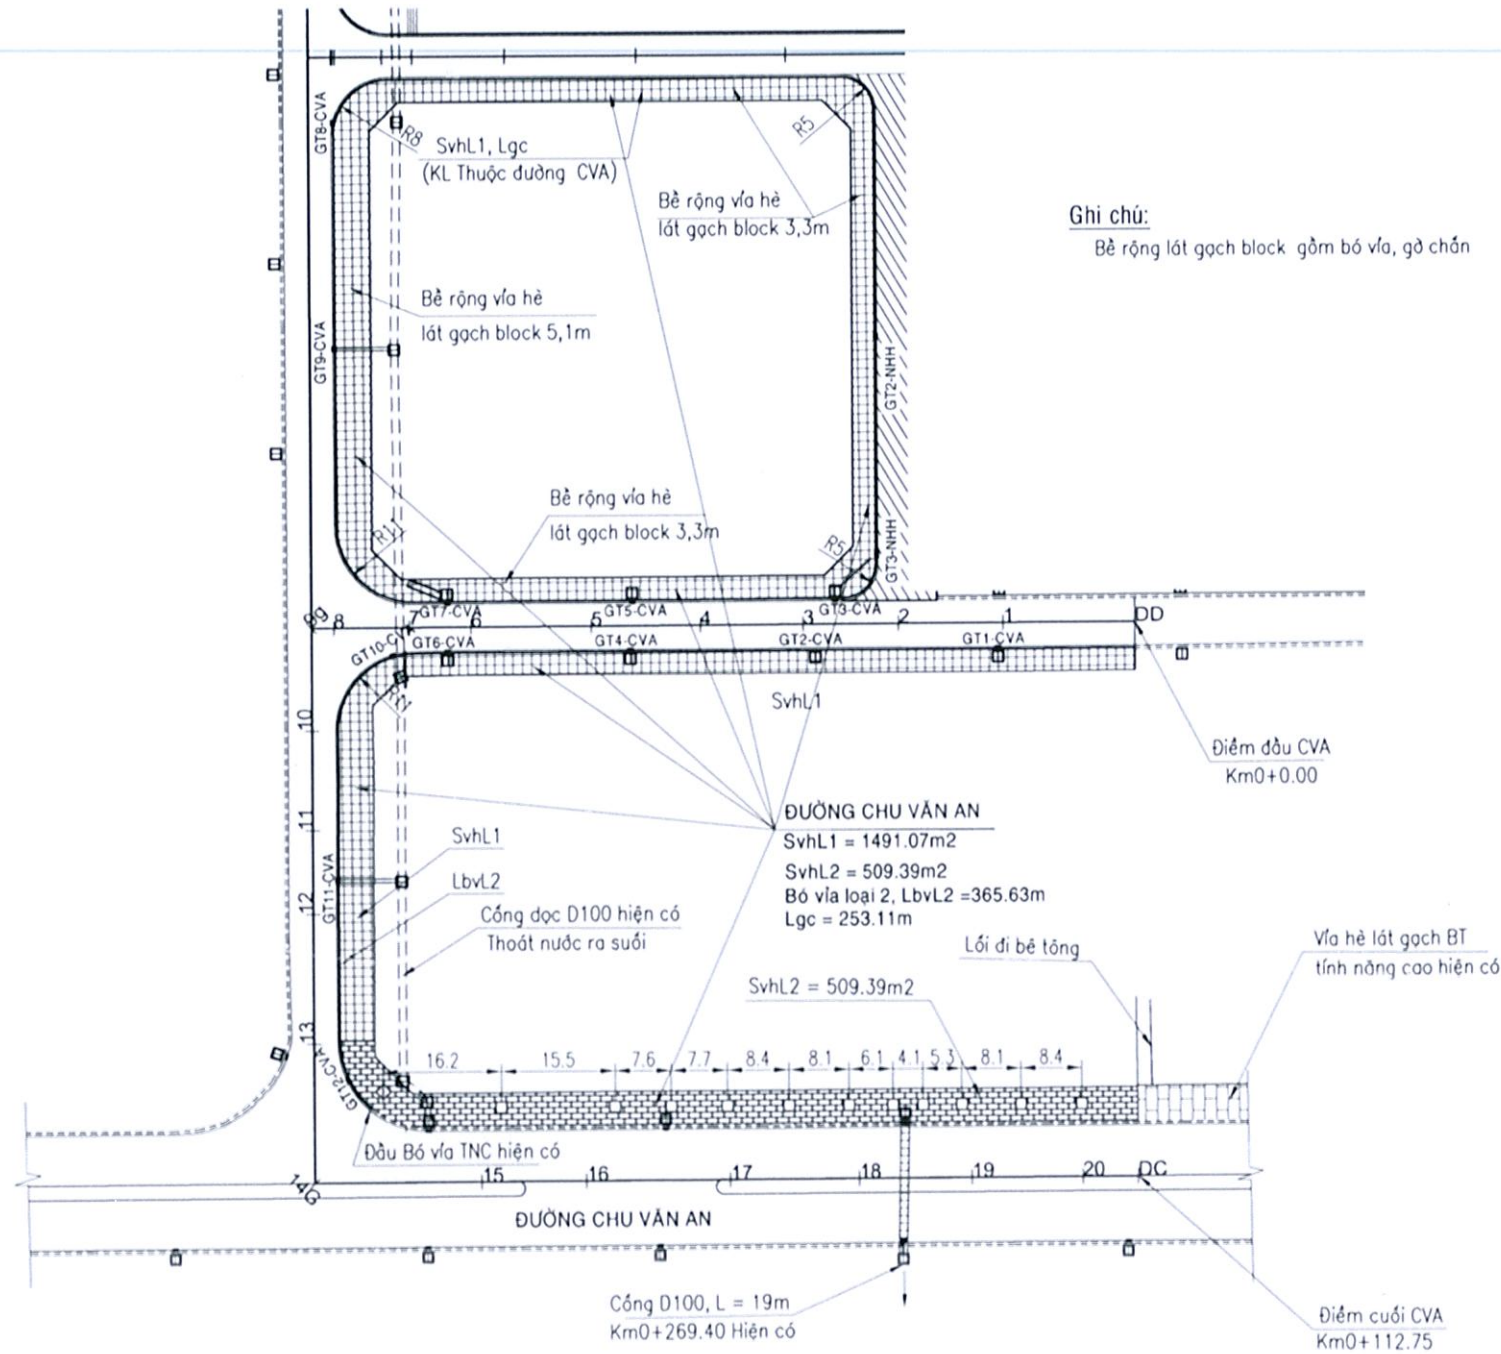 GT8-CVA
R8
SvhL1, Lgc
(KL Thuộc đường CVA)
R5
Bề rộng vỉa hè
lát gạch block 3,3m
Ghi chú:
Bề rộng lát gạch block gồm bó vỉa, gờ chắn
Bề rộng vỉa hè
lát gạch block 5,1m
GT9-CVA
GT2-NHH
Bề rộng vỉa hè
lát gạch block 3,3m
R5
GT3-NHH
GT7-CVA
GT5-CVA
GT3-CVA
8
7
6
5
4
3
2
1
DD
GT6-CVA
GT4-CVA
GT2-CVA
GT1-CVA
SvhL1
10
Điểm đầu CVA
Km0+0.00
ĐƯỜNG CHU VĂN AN
SvhL1 = 1491.07m2
SvhL2 = 509.39m2
Bó vỉa loại 2, LbvL2 =365.63m
Lgc = 253.11m
11
SvhL1
LbvL2
GT11-CVA
12
Cống dọc D100 hiện có
Thoát nước ra suối
Lối đi bê tông
Vỉa hè lát gạch BT
tính năng cao hiện có
SvhL2 = 509.39m2
13
16.2
15.5
7.6
7.7
8.4
8.1
6.1
4.1
5.3
8.1
8.4
GT12-CVA
Đầu Bó vỉa TNC hiện có
14G
15
16
17
18
19
20
DC
ĐƯỜNG CHU VĂN AN
Cống D100, L = 19m
Km0+269.40 Hiện có
Điểm cuối CVA
Km0+112.75